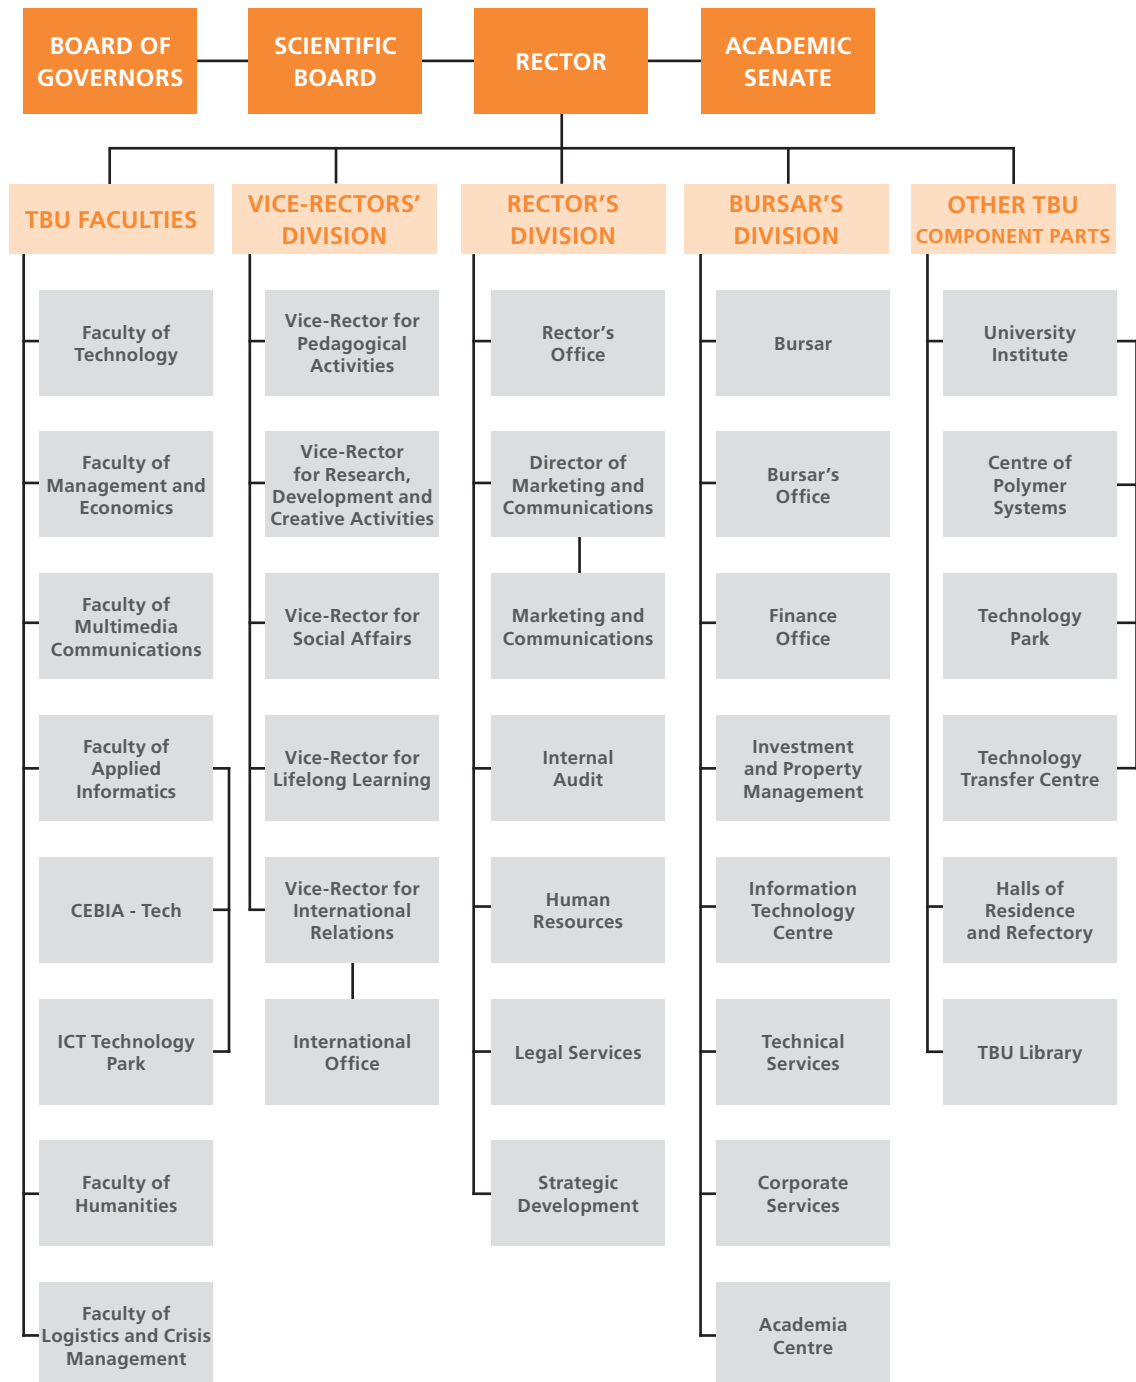 BOARD OF
GOVERNORS
SCIENTIFIC
BOARD
RECTOR
ACADEMIC
SENATE
TBU FACULTIES
VICE-RECTORS’
DIVISION
RECTOR’S
DIVISION
BURSAR’S
DIVISION
OTHER TBU
COMPONENT PARTS
Faculty of
Technology
Faculty of
Management and
Economics
Faculty of
Multimedia
Communications
Faculty of
Applied
Informatics
CEBIA - Tech
ICT Technology
Park
Faculty of
Humanities
Faculty of
Logistics and Crisis
Management
Vice-Rector for
Pedagogical
Activities
Vice-Rector
for Research,
Development and
Creative Activities
Vice-Rector for
Social Affairs
Vice-Rector for
Lifelong Learning
Vice-Rector for
International
Relations
International
Office
Rector’s
Office
Director of
Marketing and
Communications
Marketing and
Communications
Internal
Audit
Human
Resources
Legal Services
Strategic
Development
Bursar
Bursar’s
Office
Finance
Office
Investment
and Property
Management
Information
Technology
Centre
Technical
Services
Corporate
Services
Academia
Centre
University
Institute
Centre of
Polymer
Systems
Technology
Park
Technology
Transfer Centre
Halls of
Residence
and Refectory
TBU Library